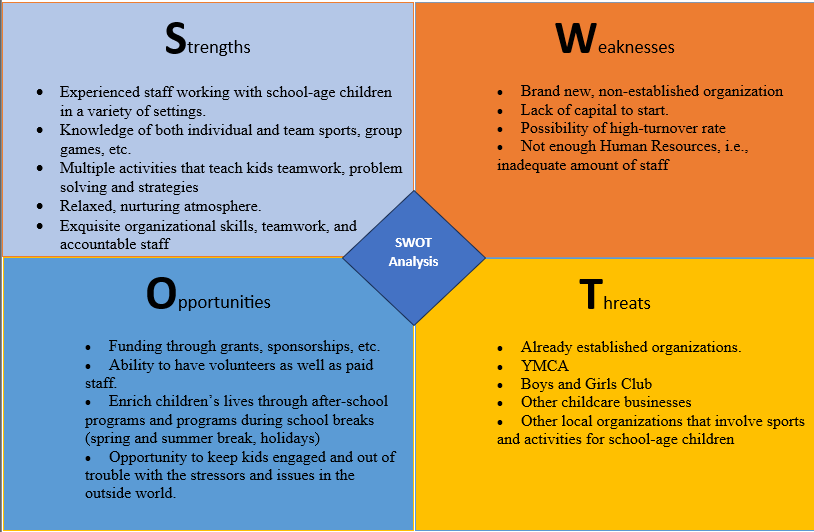 Strengths
• Experienced staff working with school-age children
in a variety of settings.
• Knowledge of both individual and team sports, group
games, etc.
• Multiple activities that teach kids teamwork, problem
solving and strategies
• Relaxed, nurturing atmosphere.
• Exquisite organizational skills, teamwork, and
accountable staff
Weaknesses
• Brand new, non-established organization
• Lack of capital to start.
• Possibility of high-turnover rate
• Not enough Human Resources, i.e.,
inadequate amount of staff
SWOT
Analysis
Opportunities
• Funding through grants, sponsorships, etc.
• Ability to have volunteers as well as paid
staff.
• Enrich children’s lives through after-school
programs and programs during school breaks
(spring and summer break, holidays)
• Opportunity to keep kids engaged and out of
trouble with the stressors and issues in the
outside world.
Threats
• Already established organizations.
• YMCA
• Boys and Girls Club
• Other childcare businesses
• Other local organizations that involve sports
and activities for school-age children